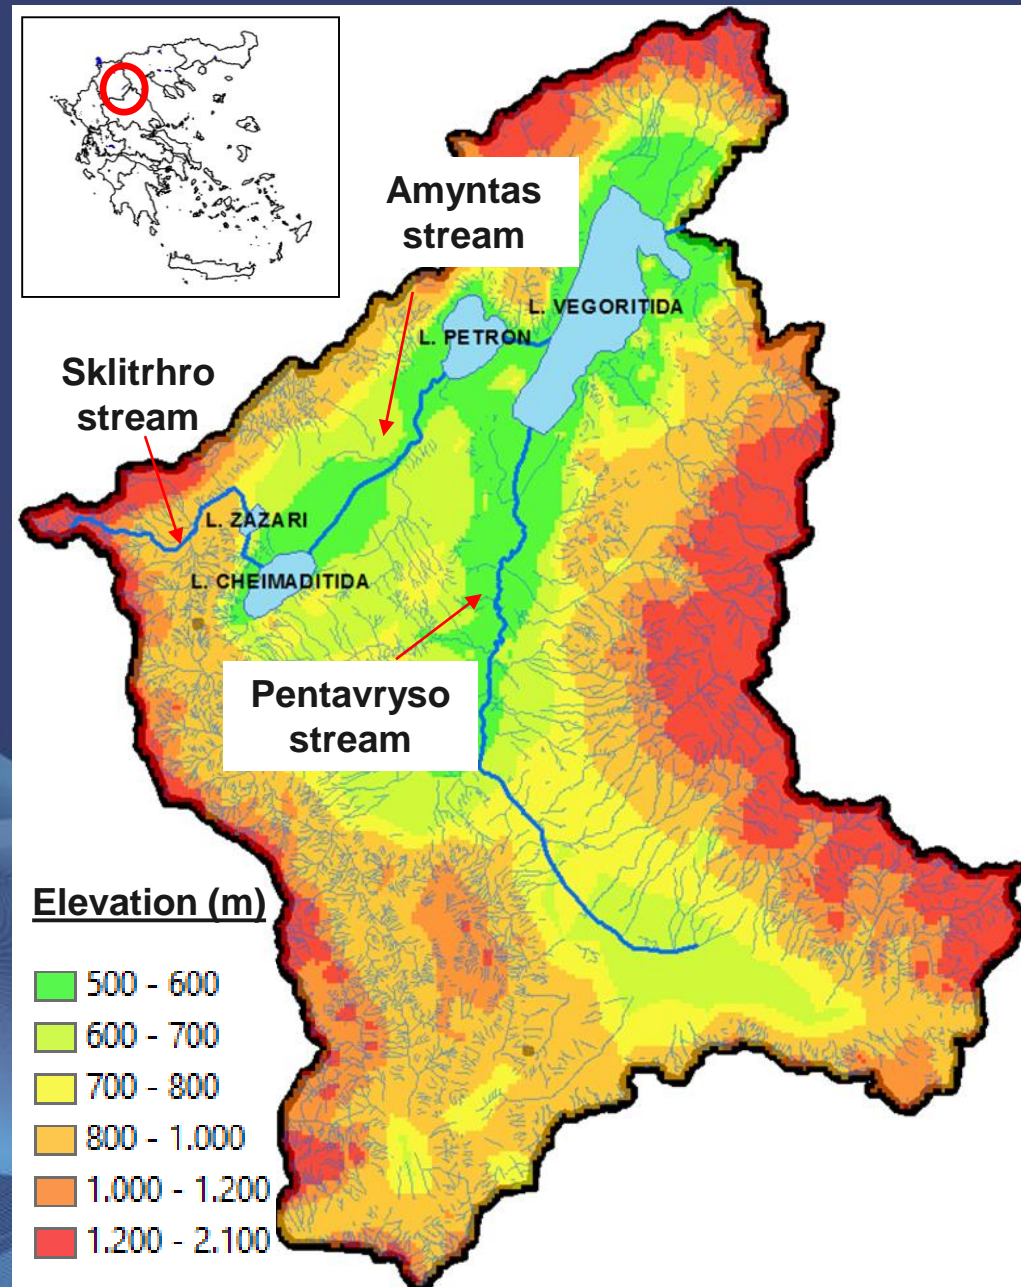 Amyntas
stream
L. VEGORITIDA
L. PETRON
Sklitrhro
stream
L. ZAZARI
L. CHEIMADITIDA
Pentavryso
stream
Elevation (m)
500 - 600
600 - 700
700 - 800
800 - 1.000
1.000 - 1.200
1.200 - 2.100